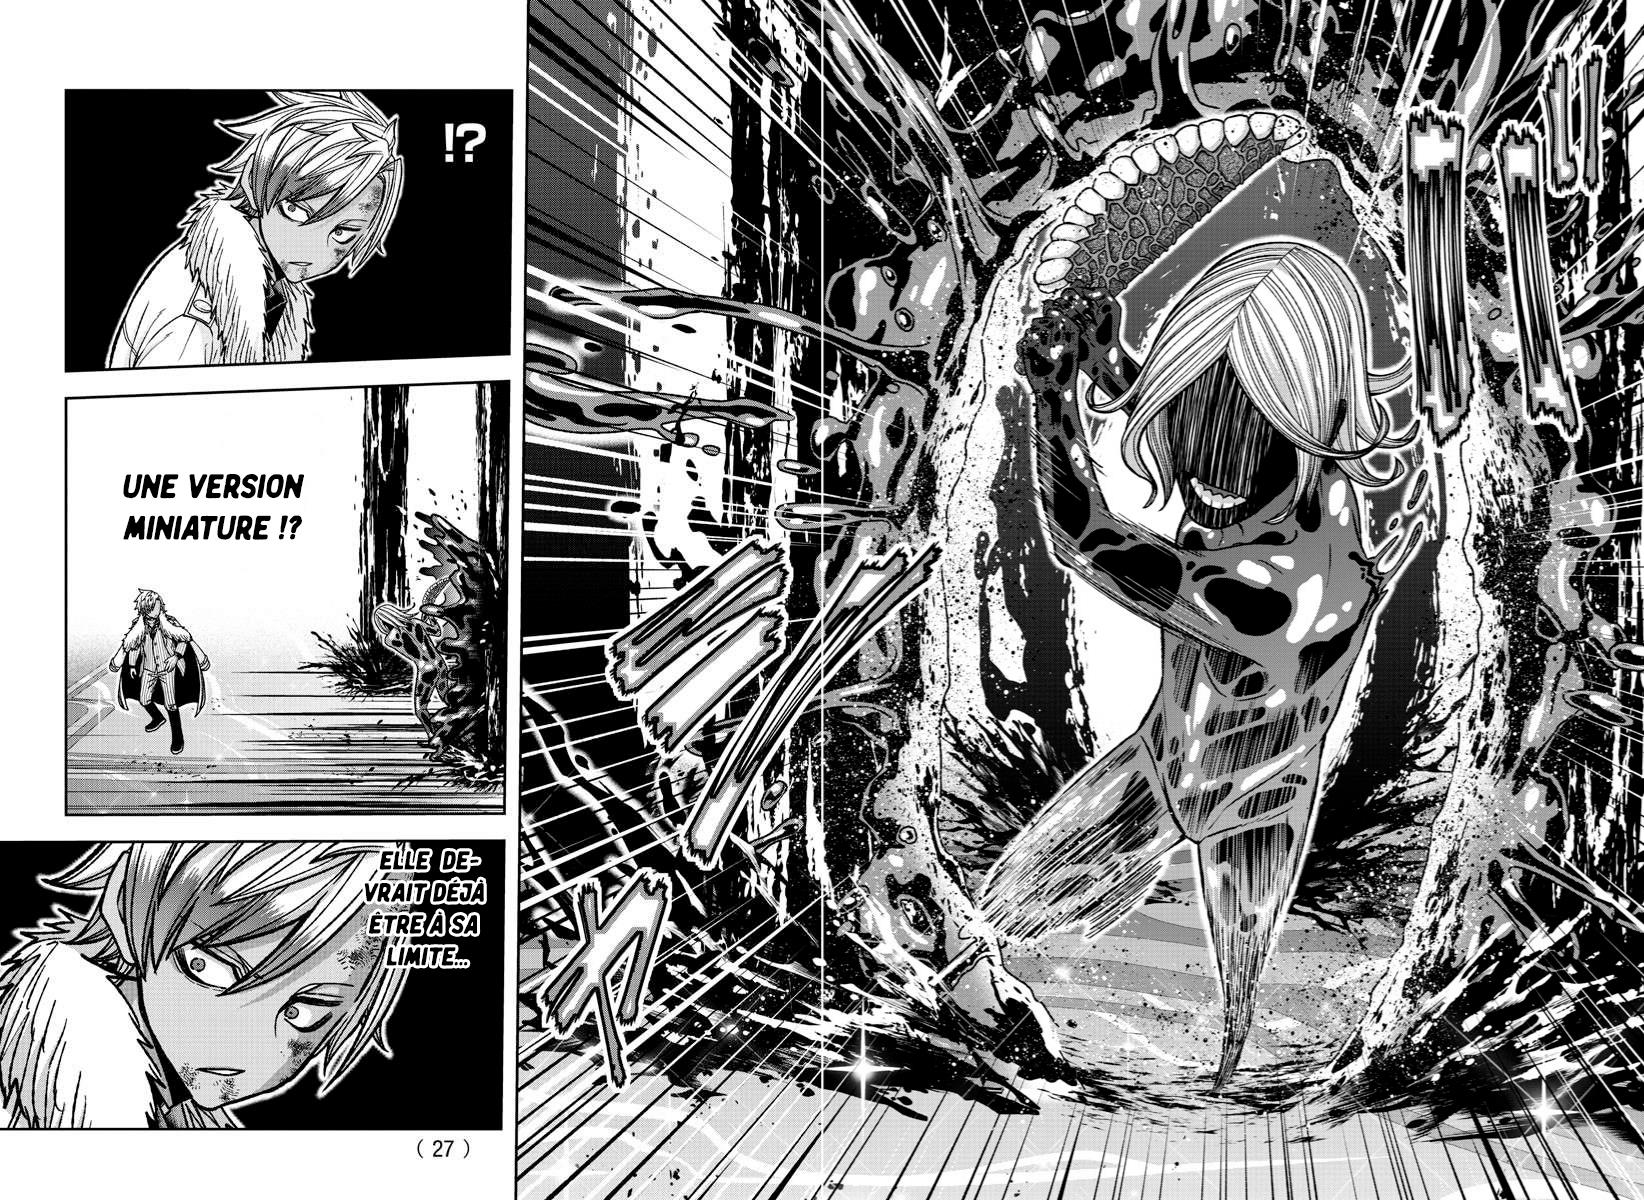 !?
UNE VERSION
MINIATURE !?
ELLE DE-
VRAIT DÉJÀ
ÊTRE À SA
LIMITE...
( 27 )